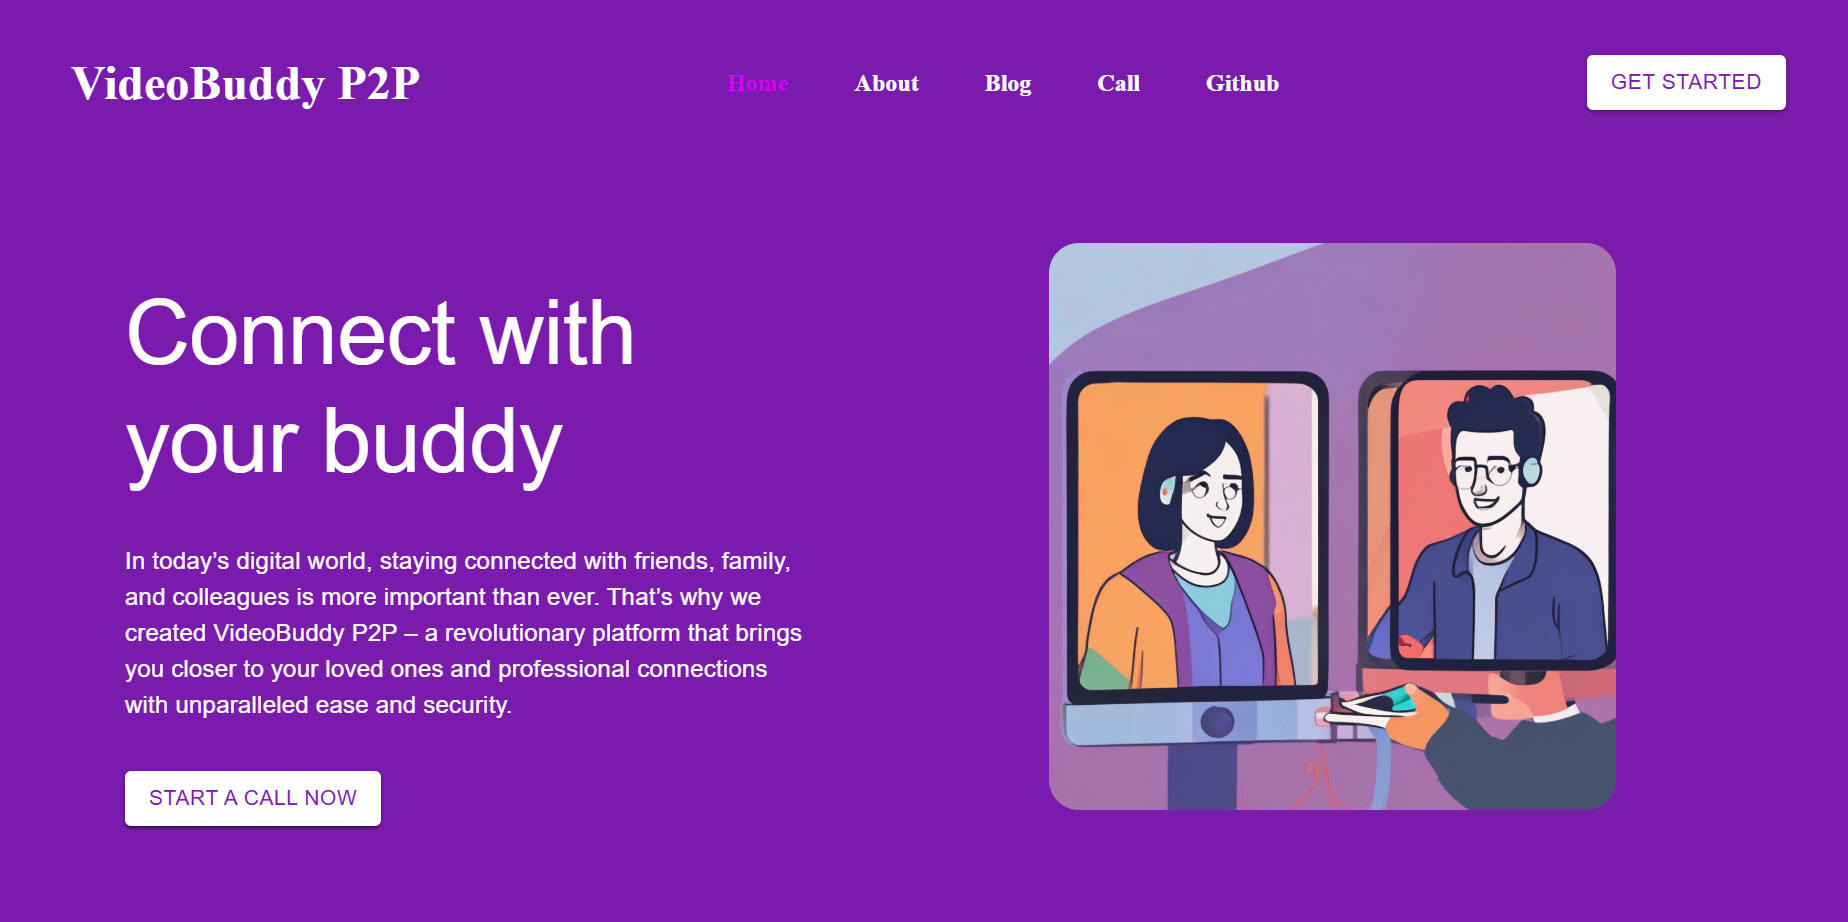 VideoBuddy P2P
Home
About
Blog
Call
Github
GET STARTED
Connect with
your buddy
In today’s digital world, staying connected with friends, family,
and colleagues is more important than ever. That’s why we
created VideoBuddy P2P – a revolutionary platform that brings
you closer to your loved ones and professional connections
with unparalleled ease and security.
START A CALL NOW